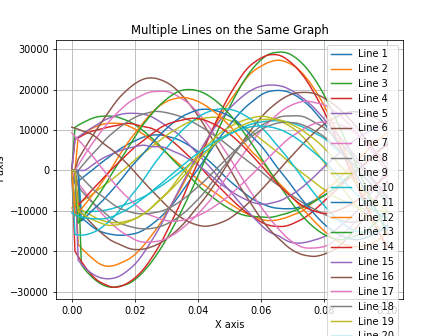 Multiple Lines on the Same Graph
30000
20000
10000
0
−10000
−20000
−30000
0.00
0.02
0.04
0.06
X axis
Line 1
Line 2
Line 3
Line 4
Line 5
Line 6
Line 7
Line 8
Line 9
Line 10
Line 11
Line 12
Line 13
Line 14
Line 15
Line 16
Line 17
Line 18
Line 19